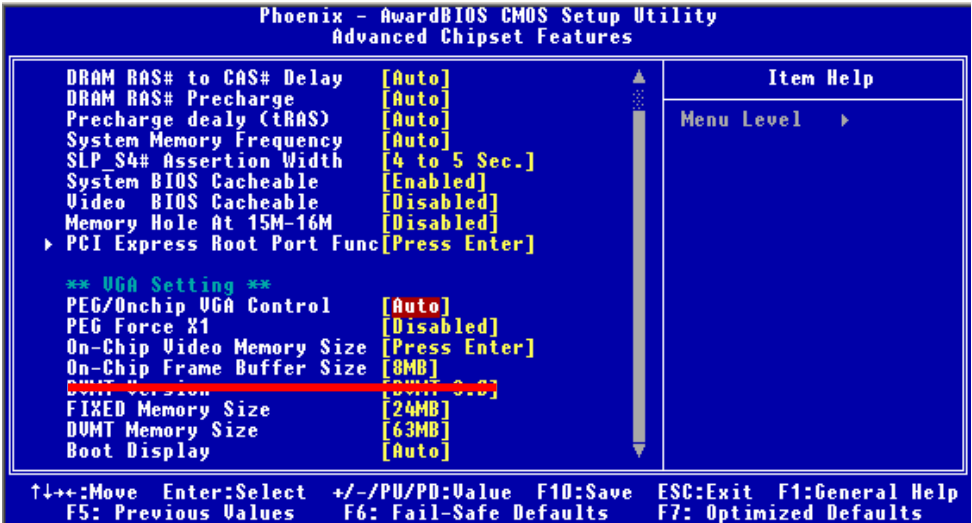 Phoenix - AwardBIOS CMOS Setup Utility
Advanced Chipset Features
DRAM RAS# to CAS# Delay [Auto]
DRAM RAS# Precharge [Auto]
Precharge dealy (tRAS) [Auto]
System Memory Frequency [Auto]
SLP_S4# Assertion Width [4 to 5 Sec.]
System BIOS Cacheable [Enabled]
Video BIOS Cacheable [Disabled]
Memory Hole At 15M-16M [Disabled]
PCI Express Root Port Func[Press Enter]
** VGA Setting **
PEG/Onchip VGA Control [Auto]
PEG Force X1 [Disabled]
On-Chip Video Memory Size [Press Enter]
On-Chip Frame Buffer Size [8MB]
DVMT Version [DVMT 3.0]
FIXED Memory Size [24MB]
DVMT Memory Size [63MB]
Boot Display [Auto]
Item Help
Menu Level
↑↓→←:Move Enter:Select +/-/PU/PD:Value F10:Save ESC:Exit F1:General Help
F5: Previous Values F6: Fail-Safe Defaults F7: Optimized Defaults